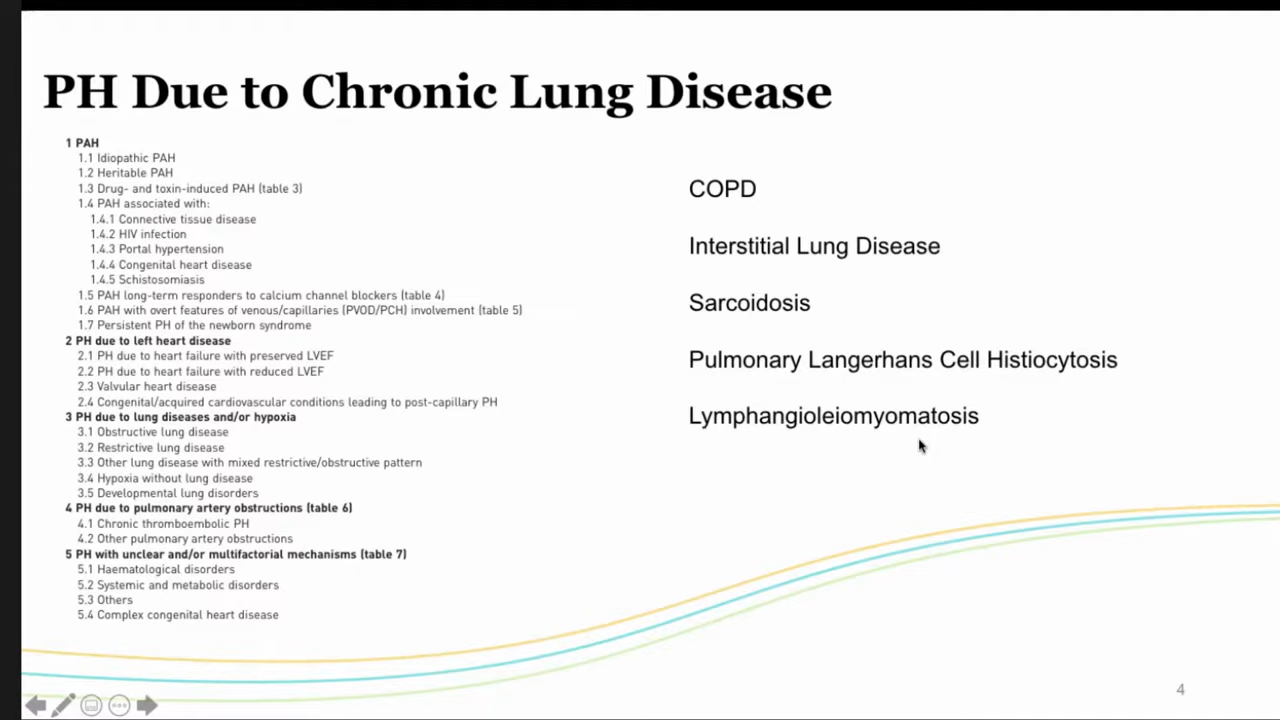 PH Due to Chronic Lung Disease
1 PAH
1.1 Idiopathic PAH
1.2 Heritable PAH
1.3 Drug- and toxin-induced PAH (table 3)
1.4 PAH associated with:
1.4.1 Connective tissue disease
1.4.2 HIV infection
1.4.3 Portal hypertension
1.4.4 Congenital heart disease
1.4.5 Schistosomiasis
1.5 PAH long-term responders to calcium channel blockers (table 4)
1.6 PAH with overt features of venous/capillaries (PVOD/PCH) involvement (table 5)
1.7 Persistent PH of the newborn syndrome
2 PH due to left heart disease
2.1 PH due to heart failure with preserved LVEF
2.2 PH due to heart failure with reduced LVEF
2.3 Valvular heart disease
2.4 Congenital/acquired cardiovascular conditions leading to post-capillary PH
3 PH due to lung diseases and/or hypoxia
3.1 Obstructive lung disease
3.2 Restrictive lung disease
3.3 Other lung disease with mixed restrictive/obstructive pattern
3.4 Hypoxia without lung disease
3.5 Developmental lung disorders
4 PH due to pulmonary artery obstructions (table 6)
4.1 Chronic thromboembolic PH
4.2 Other pulmonary artery obstructions
5 PH with unclear and/or multifactorial mechanisms (table 7)
5.1 Haematological disorders
5.2 Systemic and metabolic disorders
5.3 Others
5.4 Complex congenital heart disease
COPD
Interstitial Lung Disease
Sarcoidosis
Pulmonary Langerhans Cell Histiocytosis
Lymphangioleiomyomatosis
4